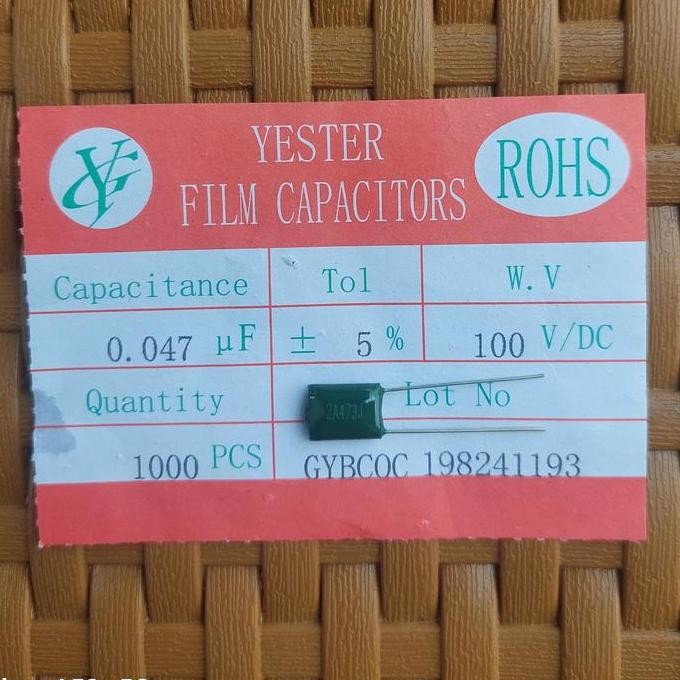 YG
YESTER
FILM CAPACITORS
ROHS
Capacitance Tol W.V
0.047 μF ± 5 % 100 V/DC
Quantity Lot No
2A473J
1000 PCS GYBCOC 198241193